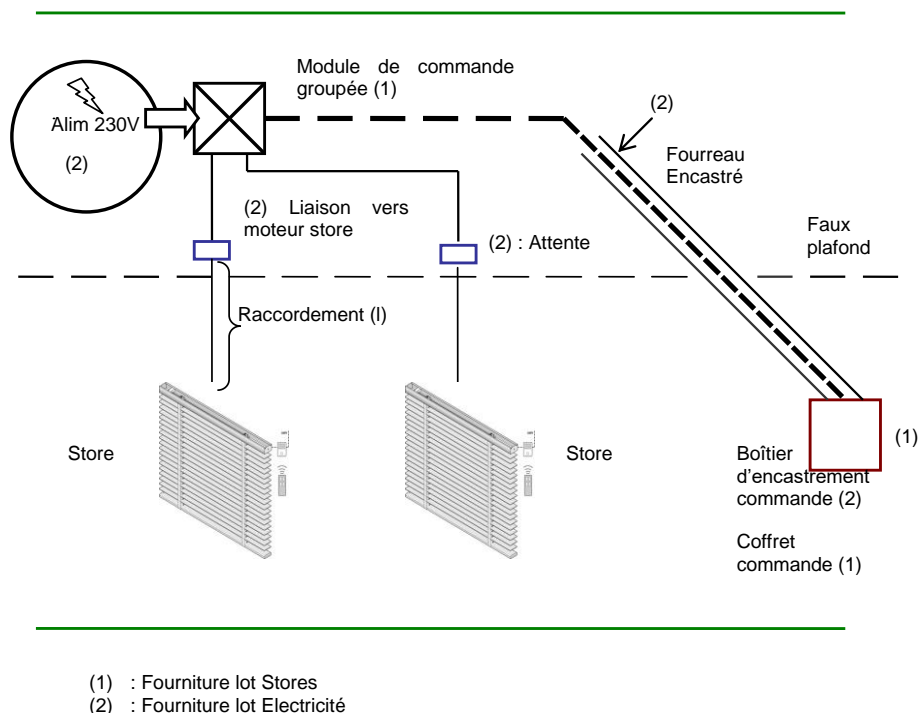 Module de commande
groupée (1)
(2)
Alim 230V
(2)
Fourreau
Encastré
(2) Liaison vers
moteur store
(2) : Attente
Faux
plafond
Raccordement (l)
Store
Store
(1)
Boîtier
d'encastrement
commande (2)
Coffret
commande (1)
(1) : Fourniture lot Stores
(2) : Fourniture lot Electricité